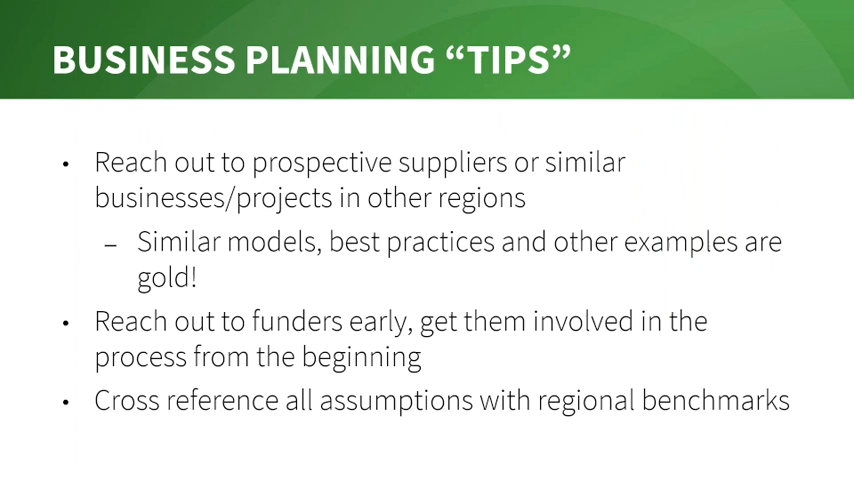 BUSINESS PLANNING “TIPS”
• Reach out to prospective suppliers or similar
businesses/projects in other regions
– Similar models, best practices and other examples are
gold!
• Reach out to funders early, get them involved in the
process from the beginning
• Cross reference all assumptions with regional benchmarks